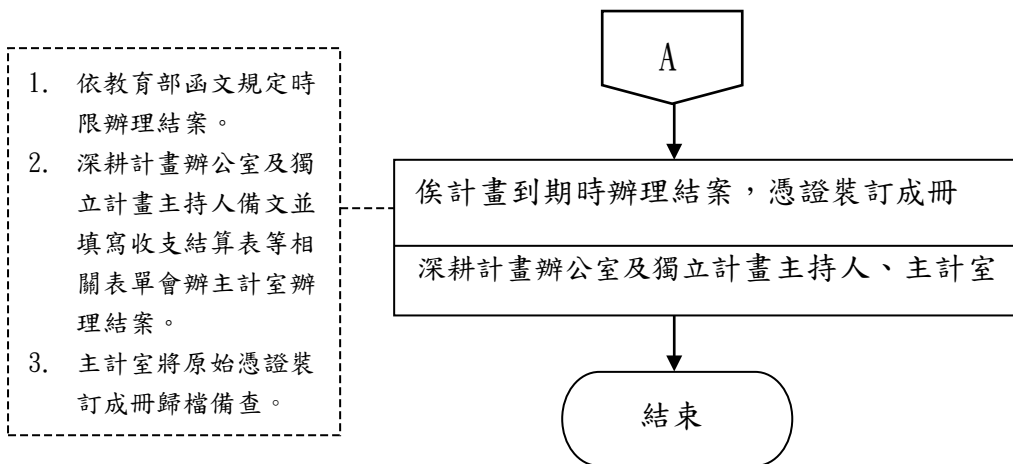 A
1. 依教育部函文規定時
限辦理結案。
2. 深耕計畫辦公室及獨
立計畫主持人備文並
填寫收支結算表等相
關表單會辦主計室辦
理結案。
3. 主計室將原始憑證裝
訂成冊歸檔備查。
俟計畫到期時辦理結案，憑證裝訂成冊
深耕計畫辦公室及獨立計畫主持人、主計室
結束